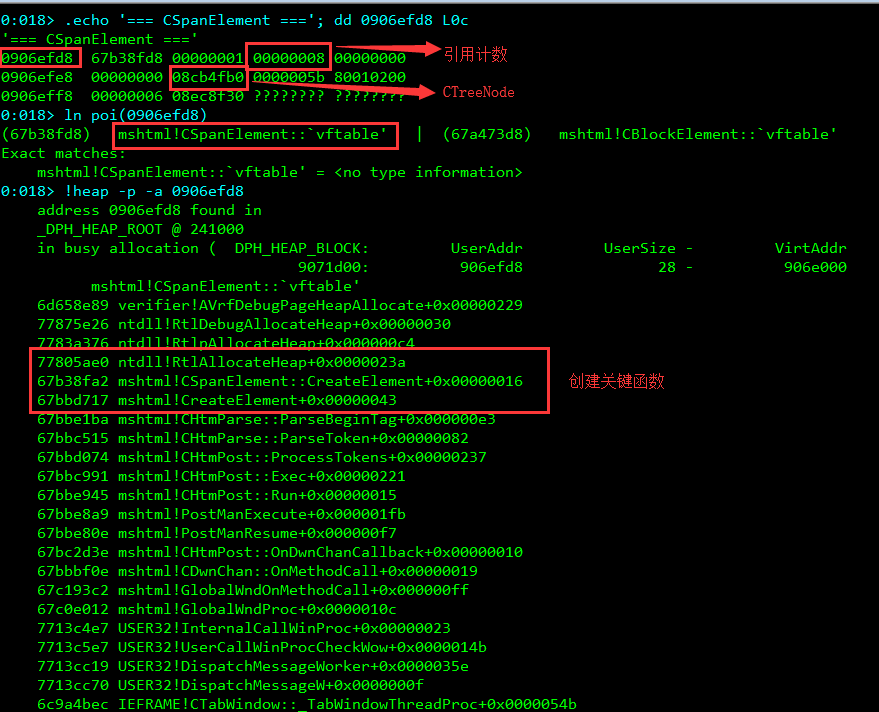 0:018> .echo '=== CSpanElement ==='; dd 0906efd8 L0c
'=== CSpanElement ==='
0906efd8  67b38fd8 00000001 00000008 00000000
引用计数
0906efe8  00000000 08cb4fb0 0000005b 80010200
CTreeNode
0906eff8  00000006 08ec8f30 ???????? ????????
0:018> ln poi(0906efd8)
(67b38fd8)   mshtml!CSpanElement::`vftable'   |  (67a473d8)   mshtml!CBlockElement::`vftable'
Exact matches:
    mshtml!CSpanElement::`vftable' = <no type information>
0:018> !heap -p -a 0906efd8
    address 0906efd8 found in
    _DPH_HEAP_ROOT @ 241000
    in busy allocation (  DPH_HEAP_BLOCK:         UserAddr         UserSize -         VirtAddr
                                 9071d00:          906efd8               28 -          906e000
          mshtml!CSpanElement::`vftable'
    6d658e89 verifier!AVrfDebugPageHeapAllocate+0x00000229
    77875e26 ntdll!RtlDebugAllocateHeap+0x00000030
    7783a376 ntdll!RtlpAllocateHeap+0x000000c4
    77805ae0 ntdll!RtlAllocateHeap+0x0000023a
    67b38fa2 mshtml!CSpanElement::CreateElement+0x00000016
创建关键函数
    67bbd717 mshtml!CreateElement+0x00000043
    67bbe1ba mshtml!CHtmParse::ParseBeginTag+0x000000e3
    67bbc515 mshtml!CHtmParse::ParseToken+0x00000082
    67bbd074 mshtml!CHtmPost::ProcessTokens+0x00000237
    67bbc991 mshtml!CHtmPost::Exec+0x00000221
    67bbe945 mshtml!CHtmPost::Run+0x00000015
    67bbe8a9 mshtml!PostManExecute+0x000001fb
    67bbe80e mshtml!PostManResume+0x000000f7
    67bc2d3e mshtml!CHtmPost::OnDwnChanCallback+0x00000010
    67bbbf0e mshtml!CDwnChan::OnMethodCall+0x00000019
    67c193c2 mshtml!GlobalWndOnMethodCall+0x000000ff
    67c0e012 mshtml!GlobalWndProc+0x0000010c
    7713c4e7 USER32!InternalCallWinProc+0x00000023
    7713c5e7 USER32!UserCallWinProcCheckWow+0x0000014b
    7713cc19 USER32!DispatchMessageWorker+0x0000035e
    7713cc70 USER32!DispatchMessageW+0x0000000f
    6c9a4bec IEFRAME!CTabWindow::_TabWindowThreadProc+0x0000054b